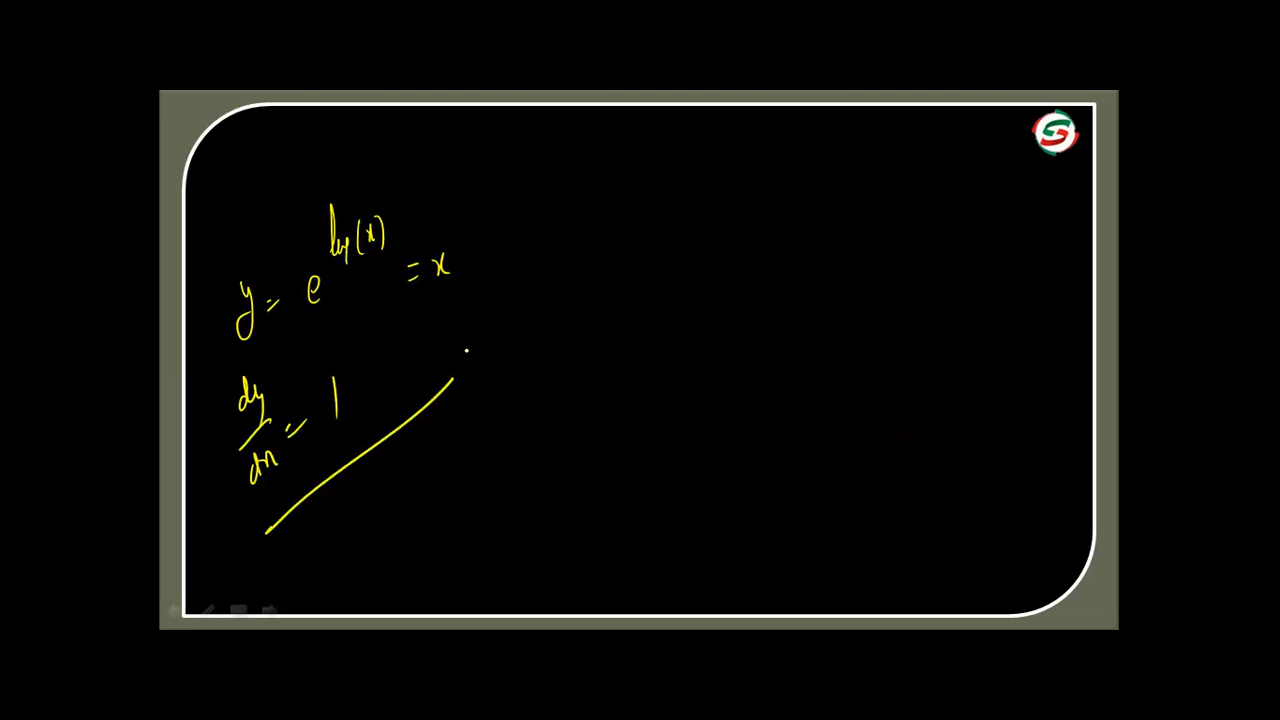 y = e^log(x) = x
dy/dx = 1